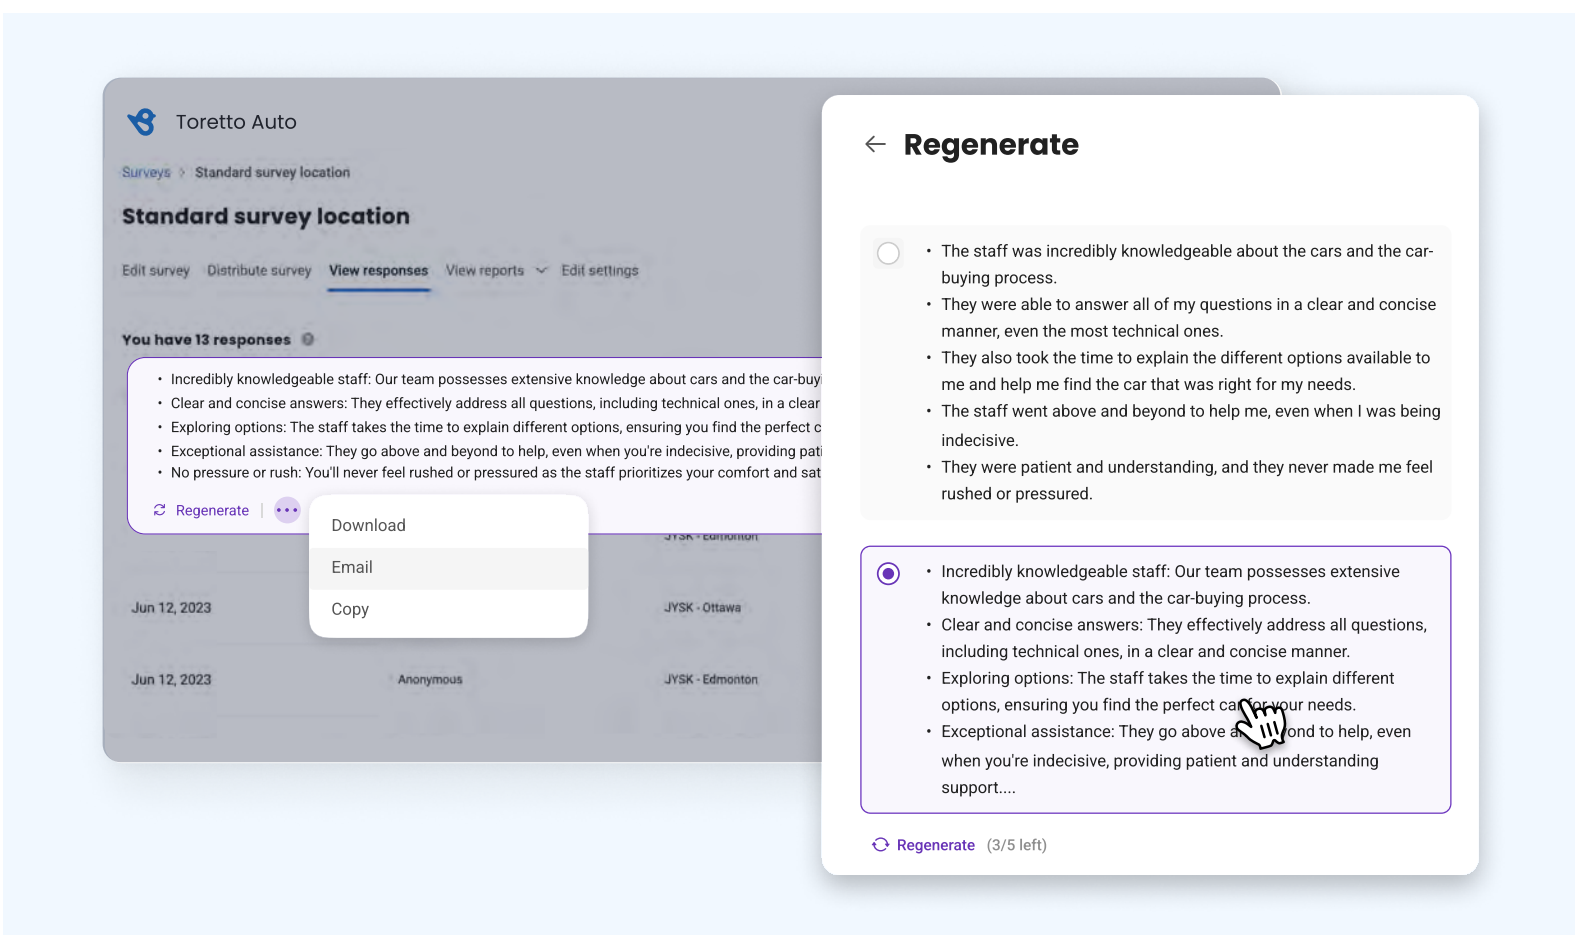 Toretto Auto
Surveys > Standard survey location
Standard survey location
Edit survey Distribute survey View responses View reports Edit settings
You have 13 responses ?
• Incredibly knowledgeable staff: Our team possesses extensive knowledge about cars and the car-buyi
• Clear and concise answers: They effectively address all questions, including technical ones, in a clear
• Exploring options: The staff takes the time to explain different options, ensuring you find the perfect c
• Exceptional assistance: They go above and beyond to help, even when you're indecisive, providing pati
• No pressure or rush: You'll never feel rushed or pressured as the staff prioritizes your comfort and sat
Regenerate
Download
Email
Copy
JYSK - Edmonton
Jun 12, 2023 JYSK - Ottawa
Jun 12, 2023 Anonymous JYSK - Edmonton
Regenerate
• The staff was incredibly knowledgeable about the cars and the car-
buying process.
• They were able to answer all of my questions in a clear and concise
manner, even the most technical ones.
• They also took the time to explain the different options available to
me and help me find the car that was right for my needs.
• The staff went above and beyond to help me, even when I was being
indecisive.
• They were patient and understanding, and they never made me feel
rushed or pressured.
• Incredibly knowledgeable staff: Our team possesses extensive
knowledge about cars and the car-buying process.
• Clear and concise answers: They effectively address all questions,
including technical ones, in a clear and concise manner.
• Exploring options: The staff takes the time to explain different
options, ensuring you find the perfect car for your needs.
• Exceptional assistance: They go above and beyond to help, even
when you're indecisive, providing patient and understanding
support....
Regenerate (3/5 left)